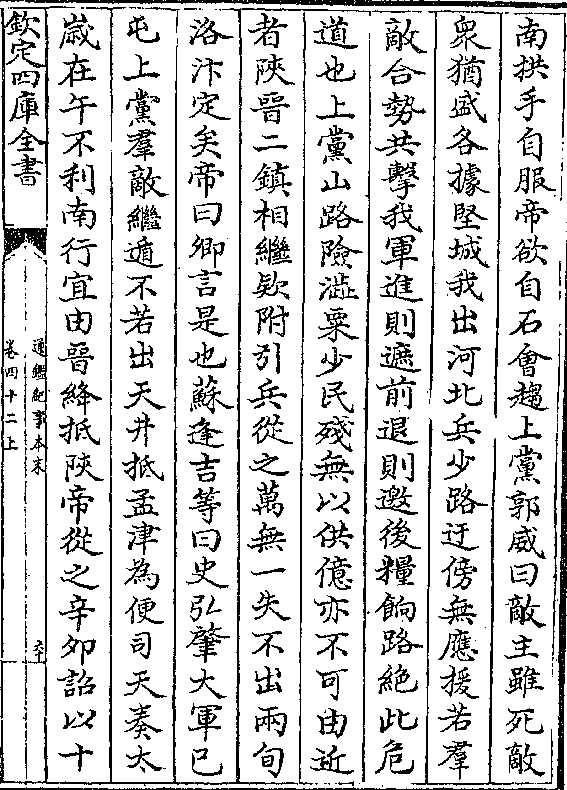 南拱手自服帝欲自石會趨上黨郭威曰敵主雖死敵
衆猶盛各據堅城我出河北兵少路迂傍無應援若羣
敵合勢共擊我軍進則遮前退則邀後糧餉路絶此危
道也上黨山路險澁粟少民殘無以供億亦不可由近
者陜晉二鎮相繼欵附引兵從之萬無一失不出兩旬
洛汴定矣帝曰卿言是也蘇逢吉等曰史弘肇大軍已
屯上黨羣敵繼遁不若出天井抵孟津為便司天奏太
歲在午不利南行宜由晉絳抵陜帝從之辛夘詔以十
欽定四庫全書
通鑑紀事本末
卷四十二上
六十